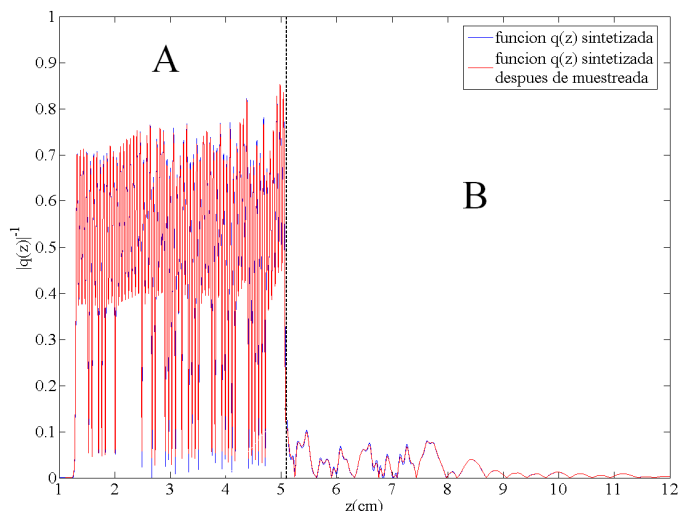 1
0.9
0.8
0.7
0.6
0.5
0.4
0.3
0.2
0.1
0
|q(z)|-1
A
B
funcion q(z) sintetizada
funcion q(z) sintetizada
despues de muestreada
1 2 3 4 5 6 7 8 9 10 11 12
z(cm)